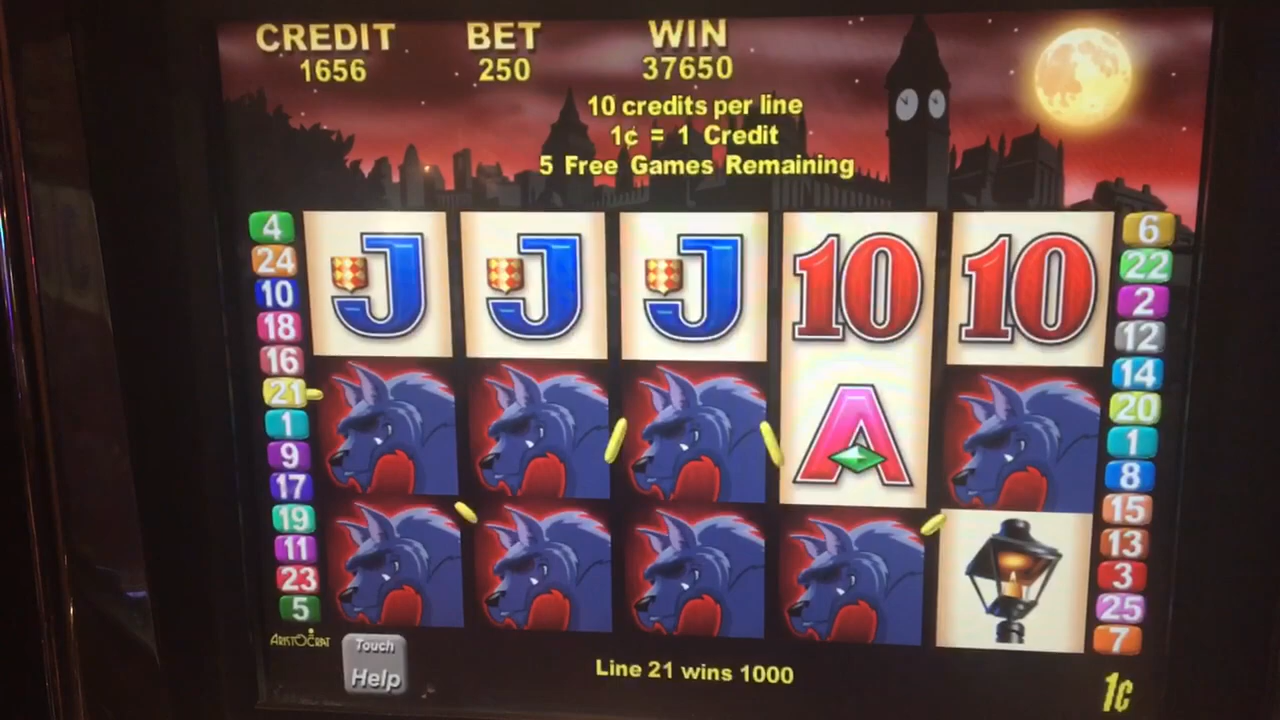 CREDIT BET WIN
1656 250 37650
10 credits per line
1¢ = 1 Credit
5 Free Games Remaining
4 J J J 10 10 6
24 22
10 2
18 12
16 14
21 A 20
1 1
9 8
17 15
19 13
11 3
23 25
5 7
ARISTOCRAT
Touch
Help
Line 21 wins 1000
1¢